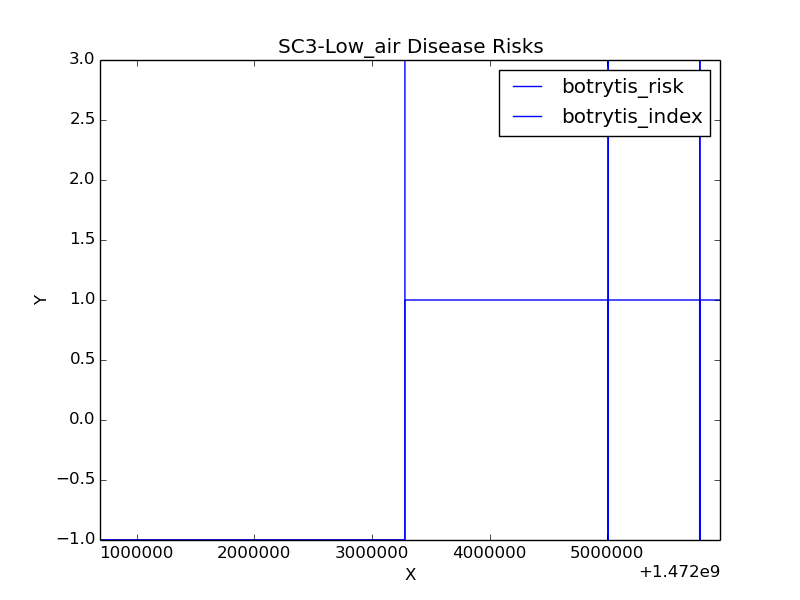 SC3-Low_air Disease Risks
botrytis_risk
botrytis_index
3.0
2.5
2.0
1.5
1.0
0.5
0.0
−0.5
−1.0
Y
1000000 2000000 3000000 4000000 5000000
+1.472e9
X